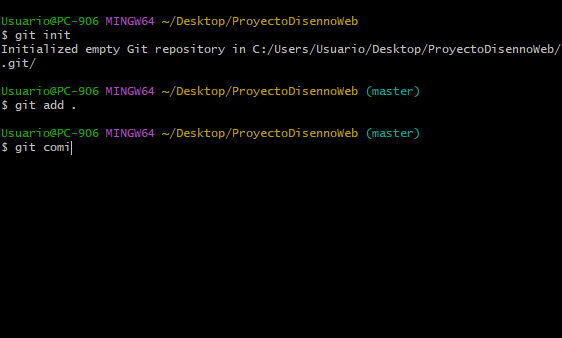 Usuario@PC-906 MINGW64 ~/Desktop/ProyectoDisennoWeb
$ git init
Initialized empty Git repository in C:/Users/Usuario/Desktop/ProyectoDisennoWeb/
.git/
Usuario@PC-906 MINGW64 ~/Desktop/ProyectoDisennoWeb (master)
$ git add .
Usuario@PC-906 MINGW64 ~/Desktop/ProyectoDisennoWeb (master)
$ git comi